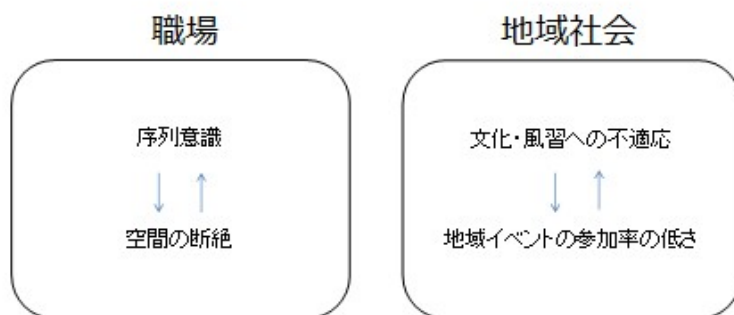 職場
序列意識
空間の断絶
地域社会
文化・風習への不適応
地域イベントの参加率の低さ